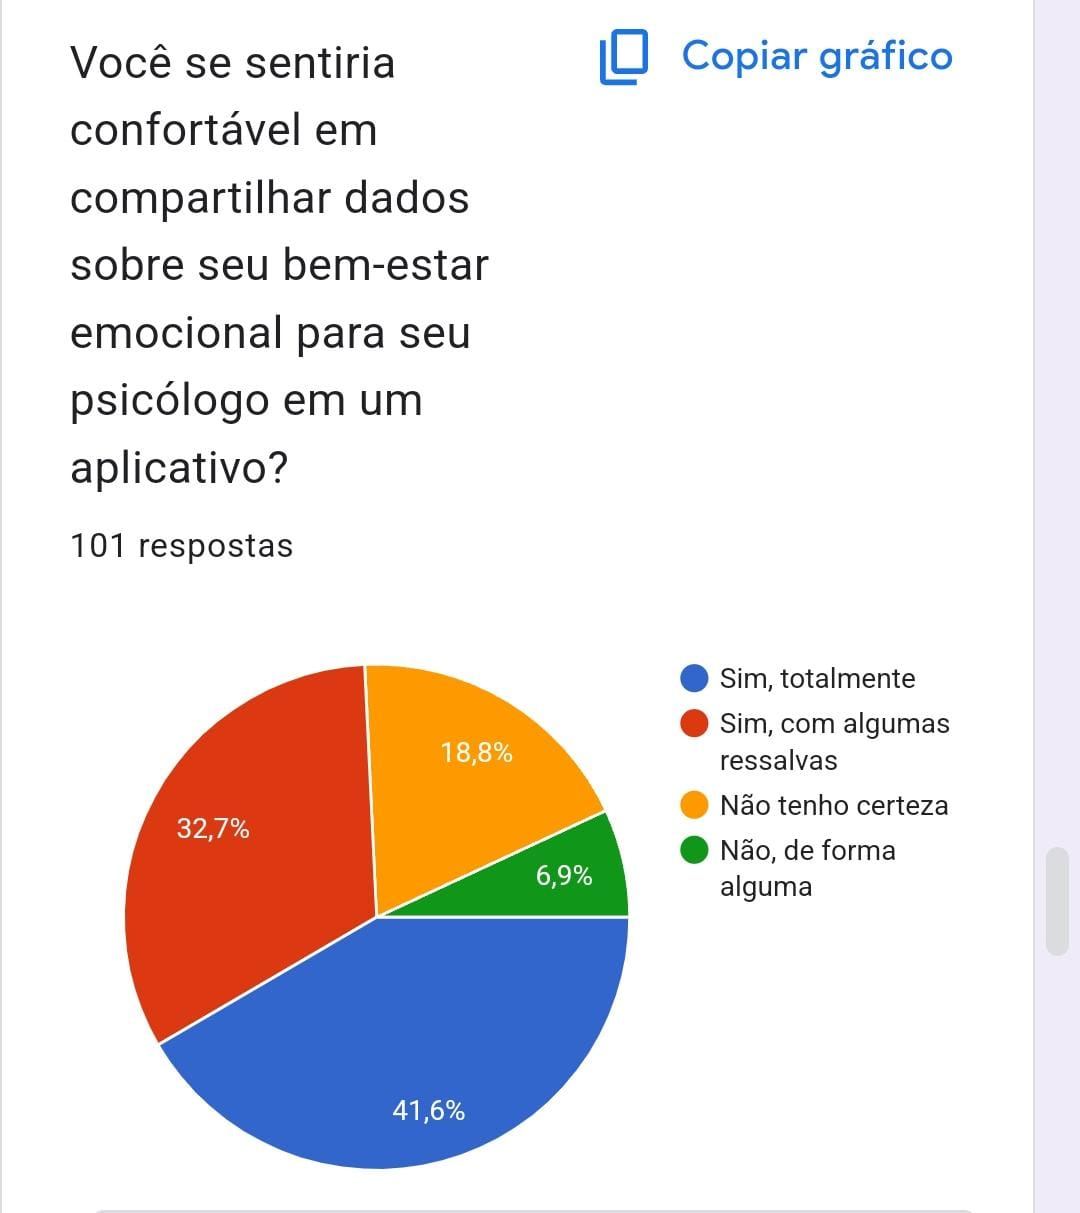 Você se sentiria
confortável em
compartilhar dados
sobre seu bem-estar
emocional para seu
psicólogo em um
aplicativo?
Copiar gráfico
101 respostas
Sim, totalmente
Sim, com algumas
ressalvas
Não tenho certeza
Não, de forma
alguma
18,8%
32,7%
6,9%
41,6%